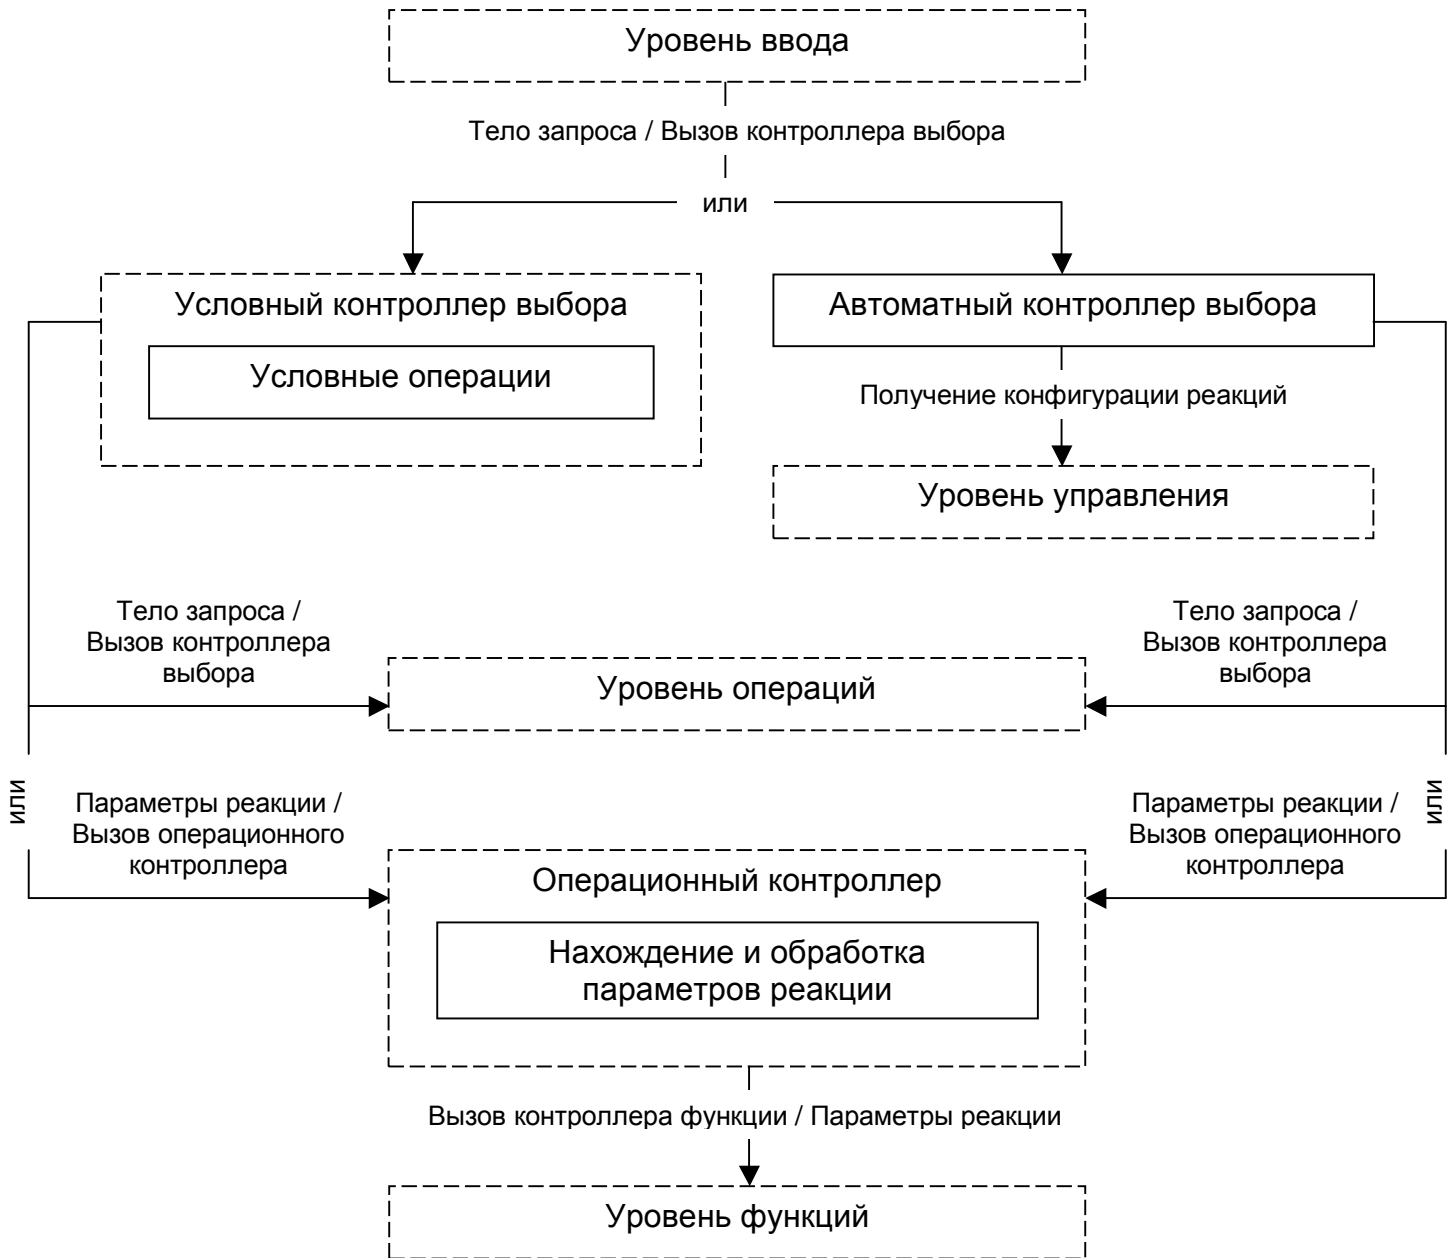 Уровень ввода
Тело запроса / Вызов контроллера выбора
или
Условный контроллер выбора
Условные операции
Автоматный контроллер выбора
Получение конфигурации реакций
Уровень управления
Тело запроса /
Вызов контроллера
выбора
Тело запроса /
Вызов контроллера
выбора
Уровень операций
или
Параметры реакции /
Вызов операционного
контроллера
Параметры реакции /
Вызов операционного
контроллера
или
Операционный контроллер
Нахождение и обработка
параметров реакции
Вызов контроллера функции / Параметры реакции
Уровень функций